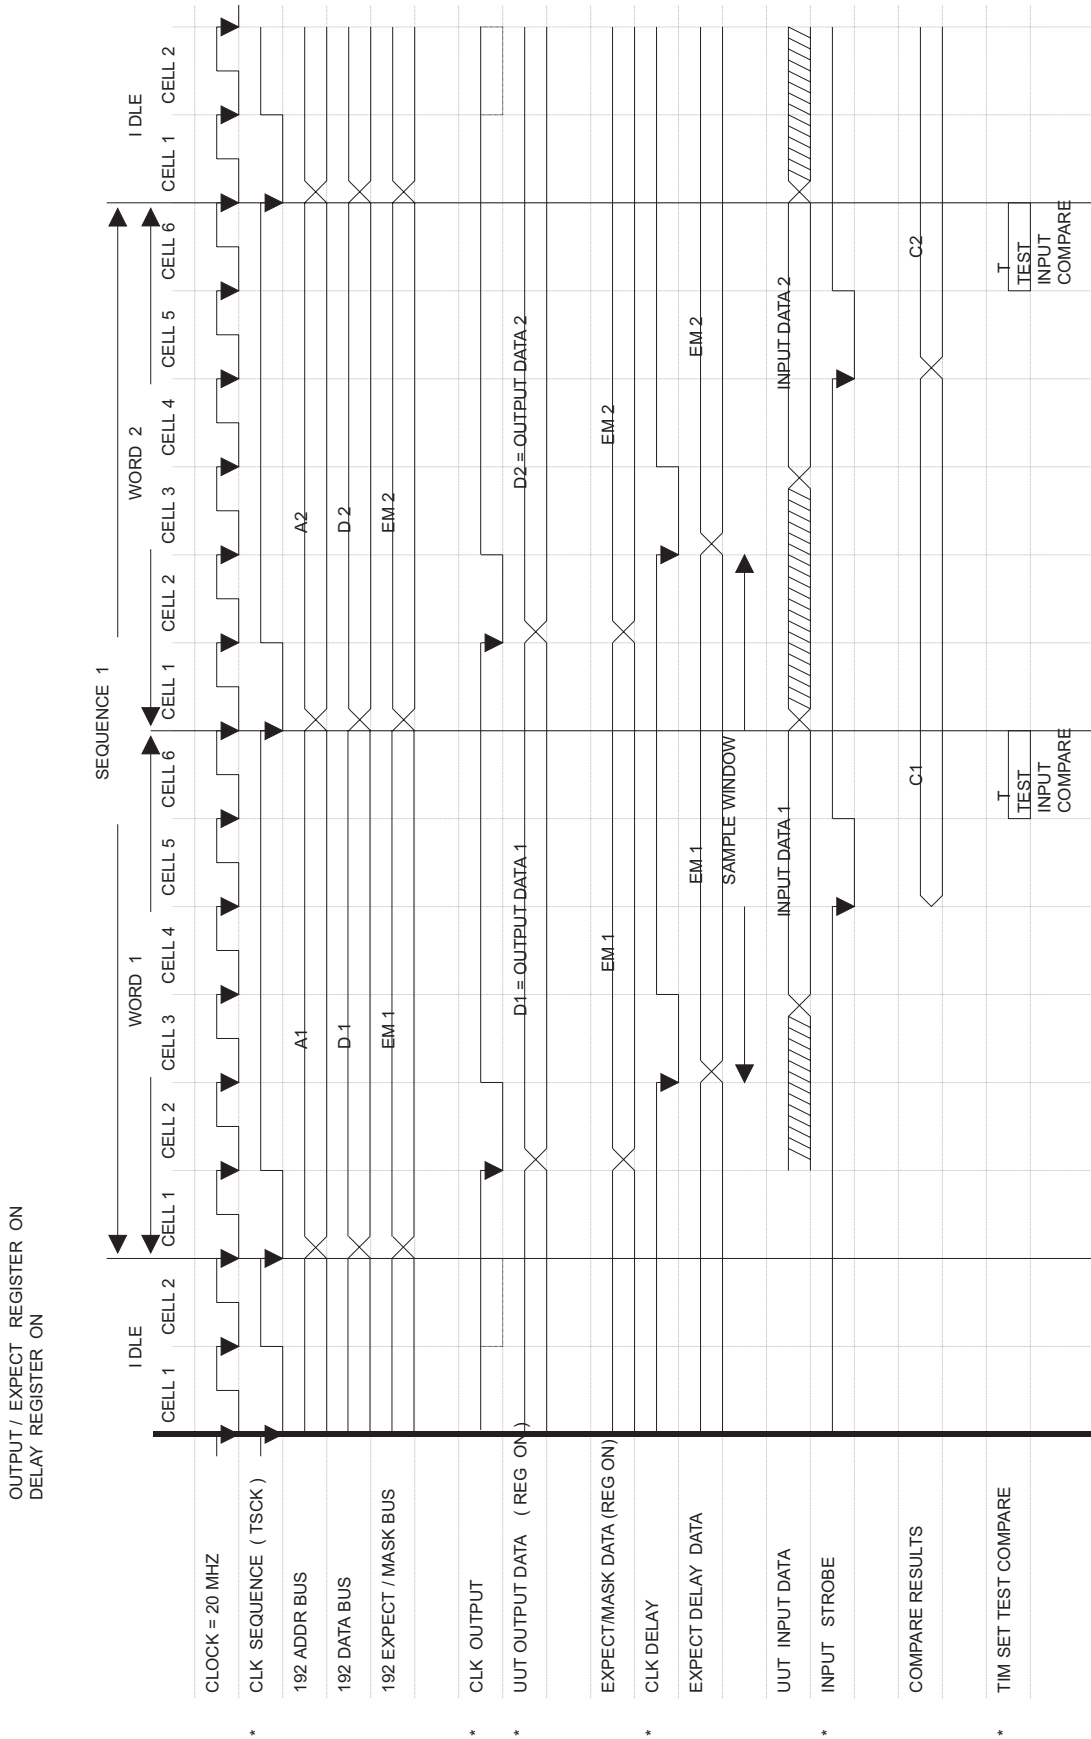 OUTPUT / EXPECT REGISTER ON
DELAY REGISTER ON
SEQUENCE 1
I DLE
WORD 1
WORD 2
I DLE
CELL 1
CELL 2
CELL 1
CELL 2
CELL 3
CELL 4
CELL 5
CELL 6
CELL 1
CELL 2
CELL 3
CELL 4
CELL 5
CELL 6
CELL 1
CELL 2
CLOCK = 20 MHZ
* CLK SEQUENCE ( TSCK )
192 ADDR BUS A1 A2
192 DATA BUS D 1 D 2
192 EXPECT / MASK BUS EM 1 EM 2
* CLK OUTPUT
* UUT OUTPUT DATA ( REG ON ) D1 = OUTPUT DATA 1 D2 = OUTPUT DATA 2
EXPECT/MASK DATA (REG ON) EM 1 EM 2
* CLK DELAY
EXPECT DELAY DATA EM 1 EM 2
SAMPLE WINDOW
UUT INPUT DATA INPUT DATA 1 INPUT DATA 2
* INPUT STROBE
COMPARE RESULTS C1 C2
* TIM SET TEST COMPARE
T
TEST
INPUT
COMPARE
T
TEST
INPUT
COMPARE